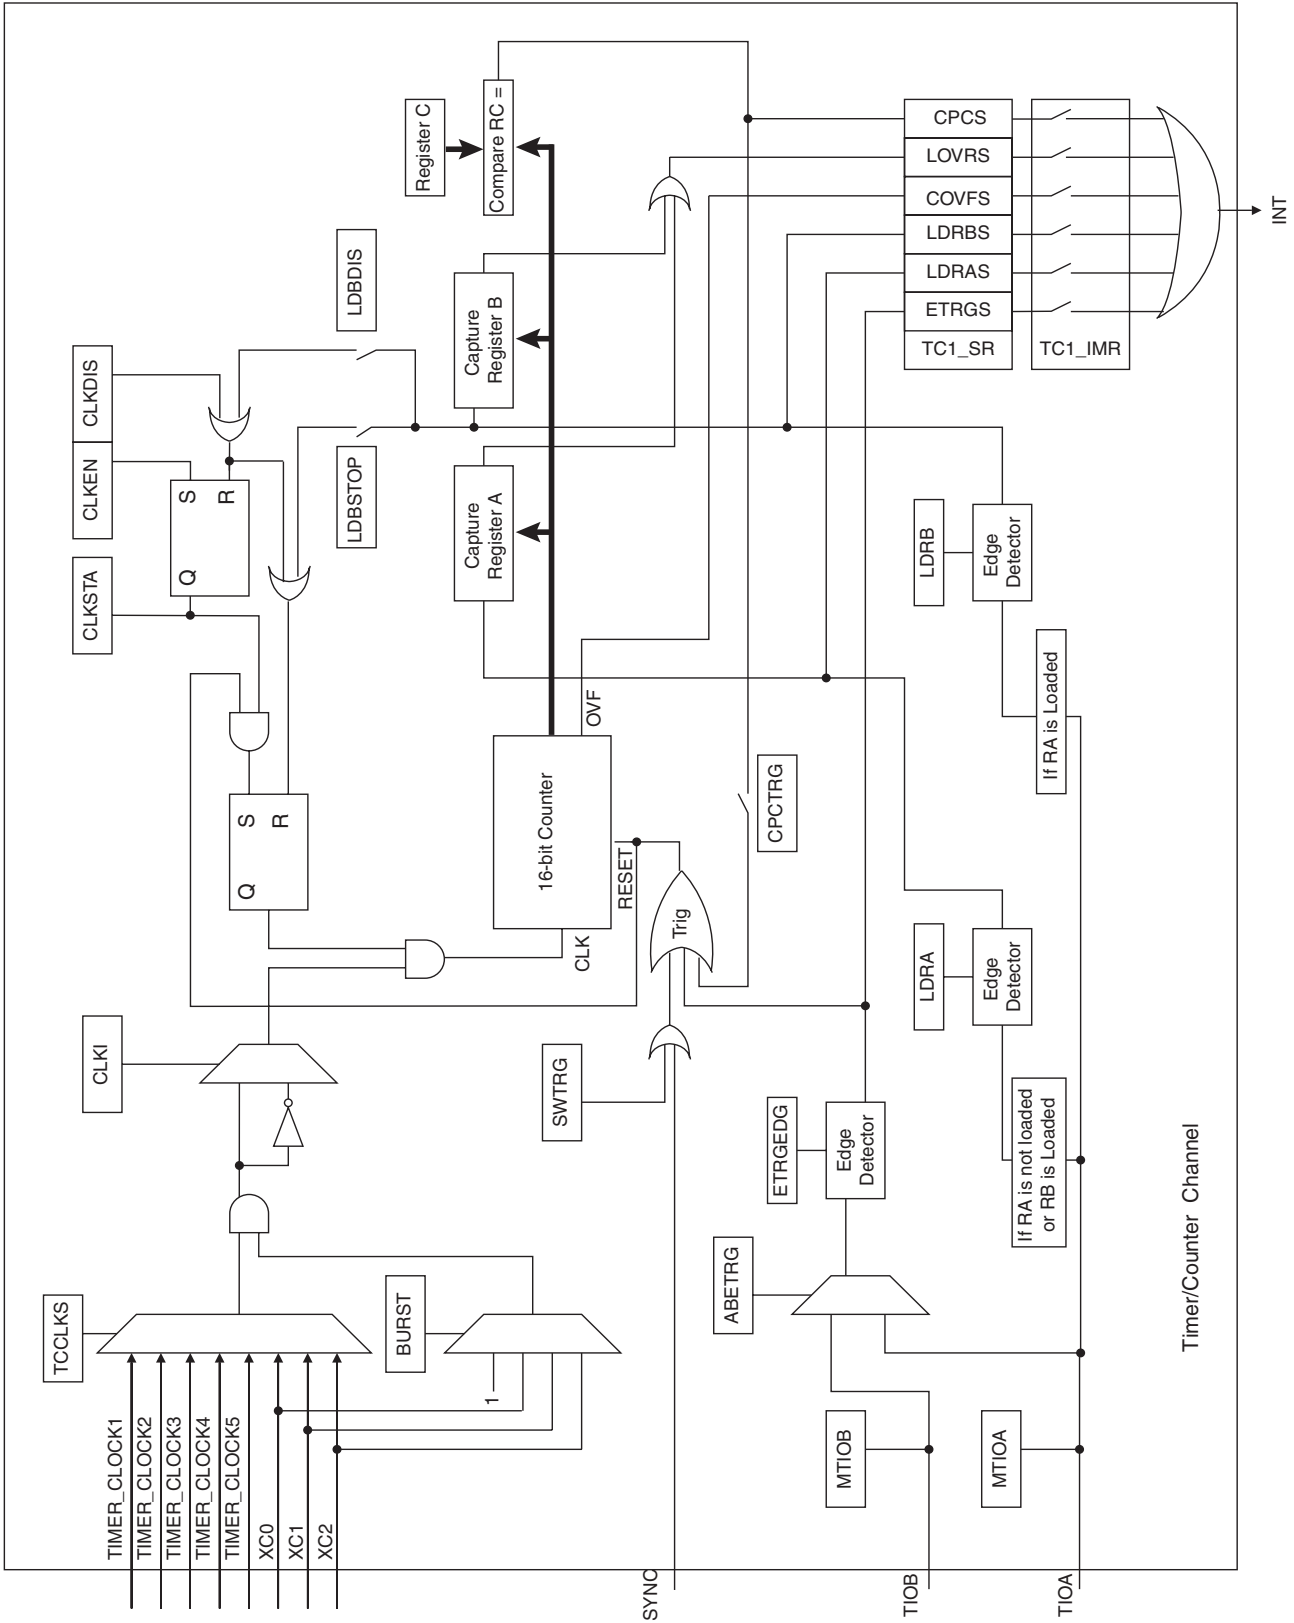 TCCLKS
TIMER_CLOCK1
TIMER_CLOCK2
TIMER_CLOCK3
TIMER_CLOCK4
TIMER_CLOCK5
XC0
XC1
XC2
CLKI
BURST
1
CLKSTA
CLKEN
CLKDIS
Q
S
R
Q
S
R
LDBSTOP
LDBDIS
Register C
Capture
Register A
Capture
Register B
Compare RC =
16-bit Counter
CLK
OVF
RESET
SWTRG
Trig
CPCTRG
SYNC
ABETRG
ETRGEDG
Edge
Detector
MTIOB
TIOB
MTIOA
TIOA
LDRA
Edge
Detector
If RA is not loaded
or RB is Loaded
LDRB
Edge
Detector
If RA is Loaded
CPCS
LOVRS
COVFS
LDRBS
LDRAS
ETRGS
TC1_SR
TC1_IMR
INT
Timer/Counter Channel